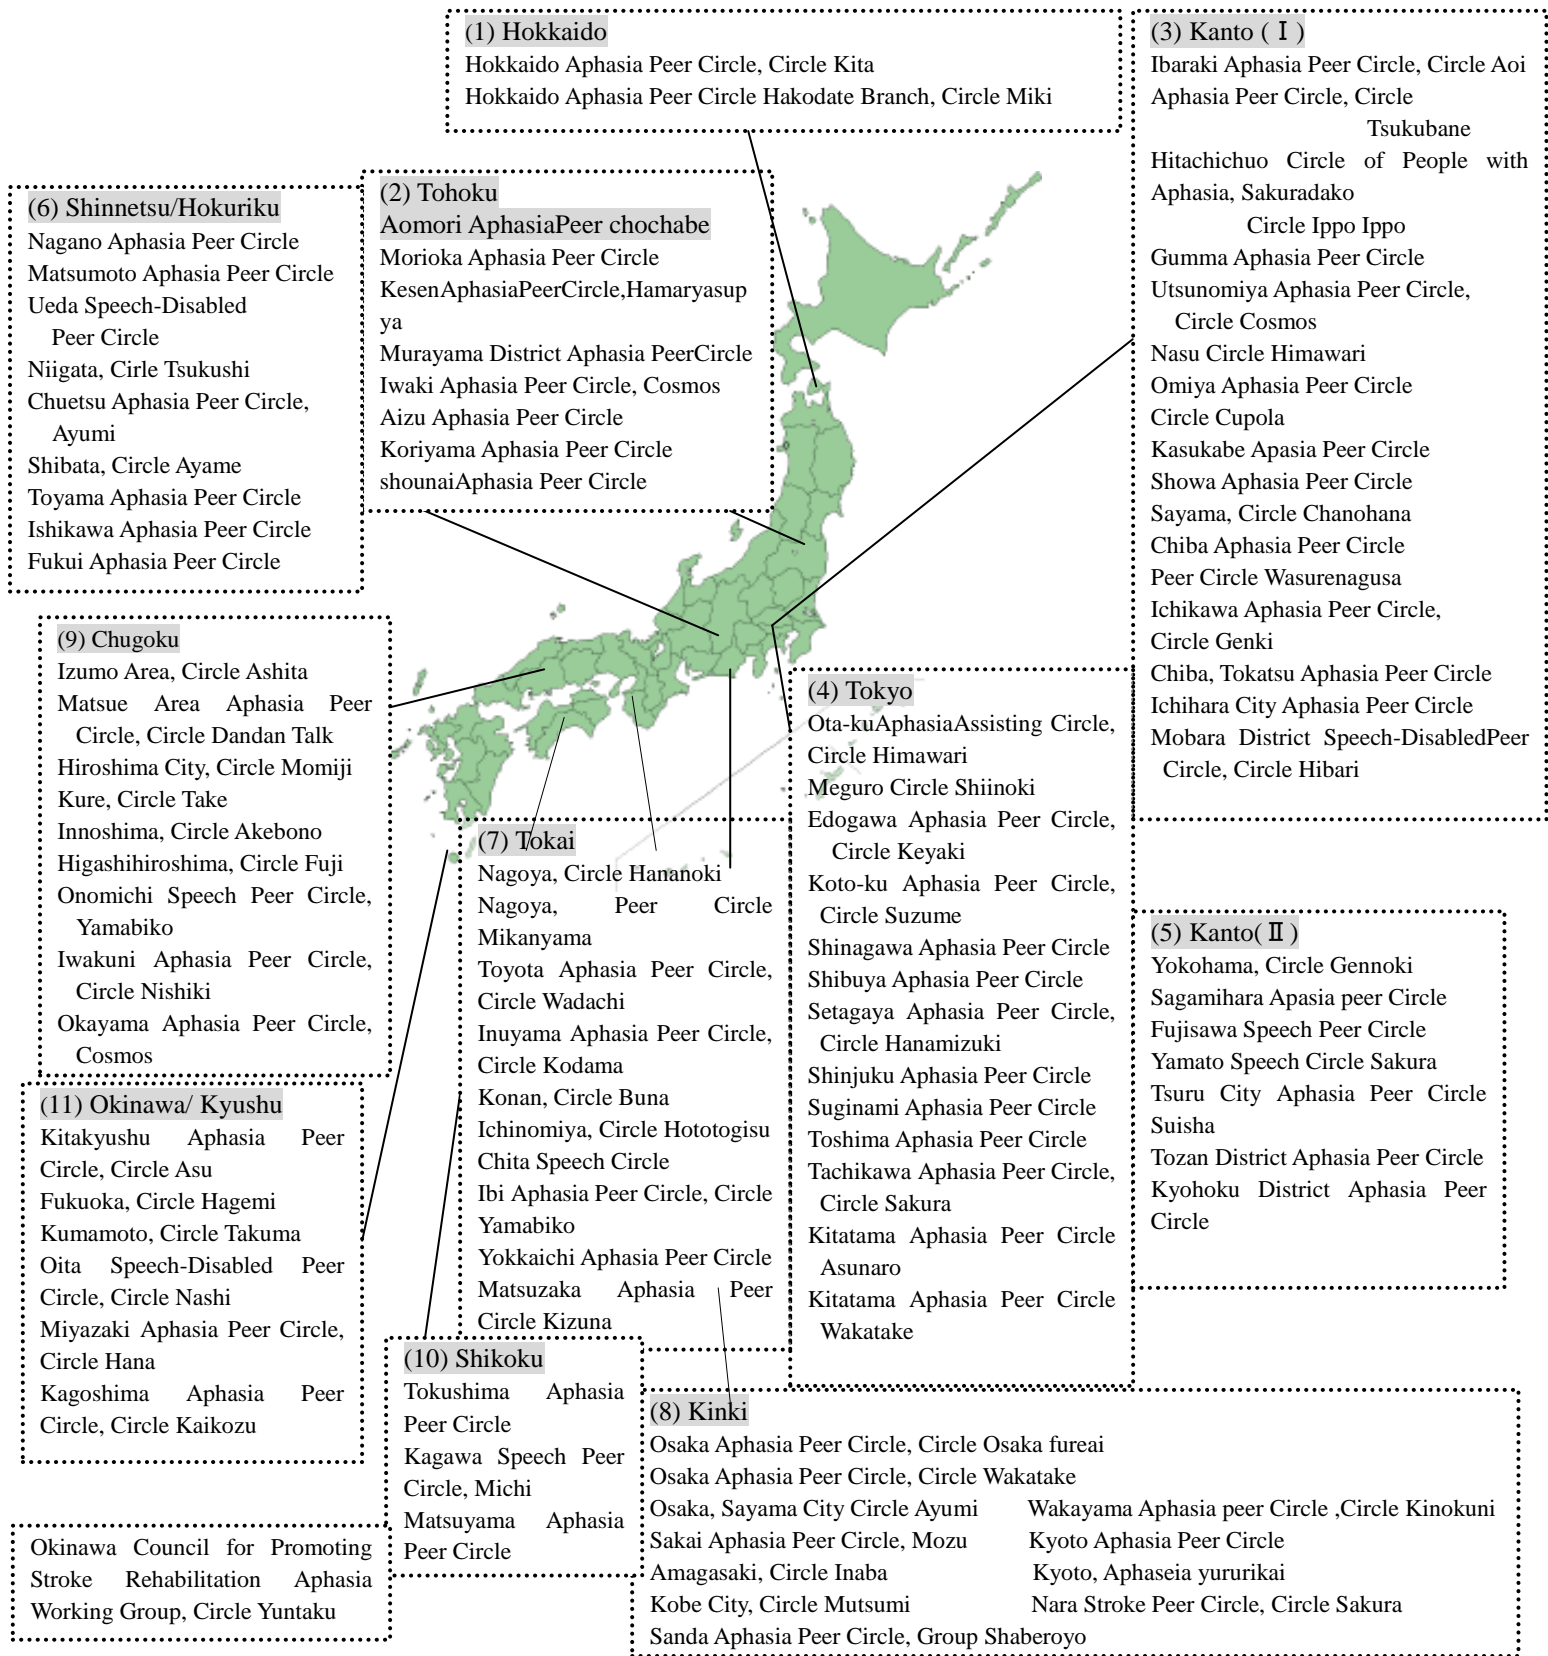 (1) Hokkaido
Hokkaido Aphasia Peer Circle, Circle Kita
Hokkaido Aphasia Peer Circle Hakodate Branch, Circle Miki
(2) Tohoku
Aomori AphasiaPeer chochabe
Morioka Aphasia Peer Circle
KesenAphasiaPeerCircle,Hamaryasup
ya
Murayama District Aphasia PeerCircle
Iwaki Aphasia Peer Circle, Cosmos
Aizu Aphasia Peer Circle
Koriyama Aphasia Peer Circle
shounaiAphasia Peer Circle
(3) Kanto ( Ⅰ )
Ibaraki Aphasia Peer Circle, Circle Aoi
Aphasia Peer Circle, Circle
Tsukubane
Hitachichuo Circle of People with
Aphasia, Sakuradako
Circle Ippo Ippo
Gumma Aphasia Peer Circle
Utsunomiya Aphasia Peer Circle,
Circle Cosmos
Nasu Circle Himawari
Omiya Aphasia Peer Circle
Circle Cupola
Kasukabe Apasia Peer Circle
Showa Aphasia Peer Circle
Sayama, Circle Chanohana
Chiba Aphasia Peer Circle
Peer Circle Wasurenagusa
Ichikawa Aphasia Peer Circle,
Circle Genki
Chiba, Tokatsu Aphasia Peer Circle
Ichihara City Aphasia Peer Circle
Mobara District Speech-DisabledPeer
Circle, Circle Hibari
(4) Tokyo
Ota-kuAphasiaAssisting Circle,
Circle Himawari
Meguro Circle Shiinoki
Edogawa Aphasia Peer Circle,
Circle Keyaki
Koto-ku Aphasia Peer Circle,
Circle Suzume
Shinagawa Aphasia Peer Circle
Shibuya Aphasia Peer Circle
Setagaya Aphasia Peer Circle,
Circle Hanamizuki
Shinjuku Aphasia Peer Circle
Suginami Aphasia Peer Circle
Toshima Aphasia Peer Circle
Tachikawa Aphasia Peer Circle,
Circle Sakura
Kitatama Aphasia Peer Circle
Asunaro
Kitatama Aphasia Peer Circle
Wakatake
(5) Kanto( Ⅱ )
Yokohama, Circle Gennoki
Sagamihara Apasia peer Circle
Fujisawa Speech Peer Circle
Yamato Speech Circle Sakura
Tsuru City Aphasia Peer Circle
Suisha
Tozan District Aphasia Peer Circle
Kyohoku District Aphasia Peer
Circle
(6) Shinnetsu/Hokuriku
Nagano Aphasia Peer Circle
Matsumoto Aphasia Peer Circle
Ueda Speech-Disabled
Peer Circle
Niigata, Cirle Tsukushi
Chuetsu Aphasia Peer Circle,
Ayumi
Shibata, Circle Ayame
Toyama Aphasia Peer Circle
Ishikawa Aphasia Peer Circle
Fukui Aphasia Peer Circle
(7) Tokai
Nagoya, Circle Hananoki
Nagoya, Peer Circle
Mikanyama
Toyota Aphasia Peer Circle,
Circle Wadachi
Inuyama Aphasia Peer Circle,
Circle Kodama
Konan, Circle Buna
Ichinomiya, Circle Hototogisu
Chita Speech Circle
Ibi Aphasia Peer Circle, Circle
Yamabiko
Yokkaichi Aphasia Peer Circle
Matsuzaka Aphasia Peer
Circle Kizuna
(8) Kinki
Osaka Aphasia Peer Circle, Circle Osaka fureai
Osaka Aphasia Peer Circle, Circle Wakatake
Osaka, Sayama City Circle Ayumi Wakayama Aphasia peer Circle ,Circle Kinokuni
Sakai Aphasia Peer Circle, Mozu Kyoto Aphasia Peer Circle
Amagasaki, Circle Inaba Kyoto, Aphaseia yururikai
Kobe City, Circle Mutsumi Nara Stroke Peer Circle, Circle Sakura
Sanda Aphasia Peer Circle, Group Shaberoyo
(9) Chugoku
Izumo Area, Circle Ashita
Matsue Area Aphasia Peer
Circle, Circle Dandan Talk
Hiroshima City, Circle Momiji
Kure, Circle Take
Innoshima, Circle Akebono
Higashihiroshima, Circle Fuji
Onomichi Speech Peer Circle,
Yamabiko
Iwakuni Aphasia Peer Circle,
Circle Nishiki
Okayama Aphasia Peer Circle,
Cosmos
(10) Shikoku
Tokushima Aphasia
Peer Circle
Kagawa Speech Peer
Circle, Michi
Matsuyama Aphasia
Peer Circle
(11) Okinawa/ Kyushu
Kitakyushu Aphasia Peer
Circle, Circle Asu
Fukuoka, Circle Hagemi
Kumamoto, Circle Takuma
Oita Speech-Disabled Peer
Circle, Circle Nashi
Miyazaki Aphasia Peer Circle,
Circle Hana
Kagoshima Aphasia Peer
Circle, Circle Kaikozu
Okinawa Council for Promoting
Stroke Rehabilitation Aphasia
Working Group, Circle Yuntaku